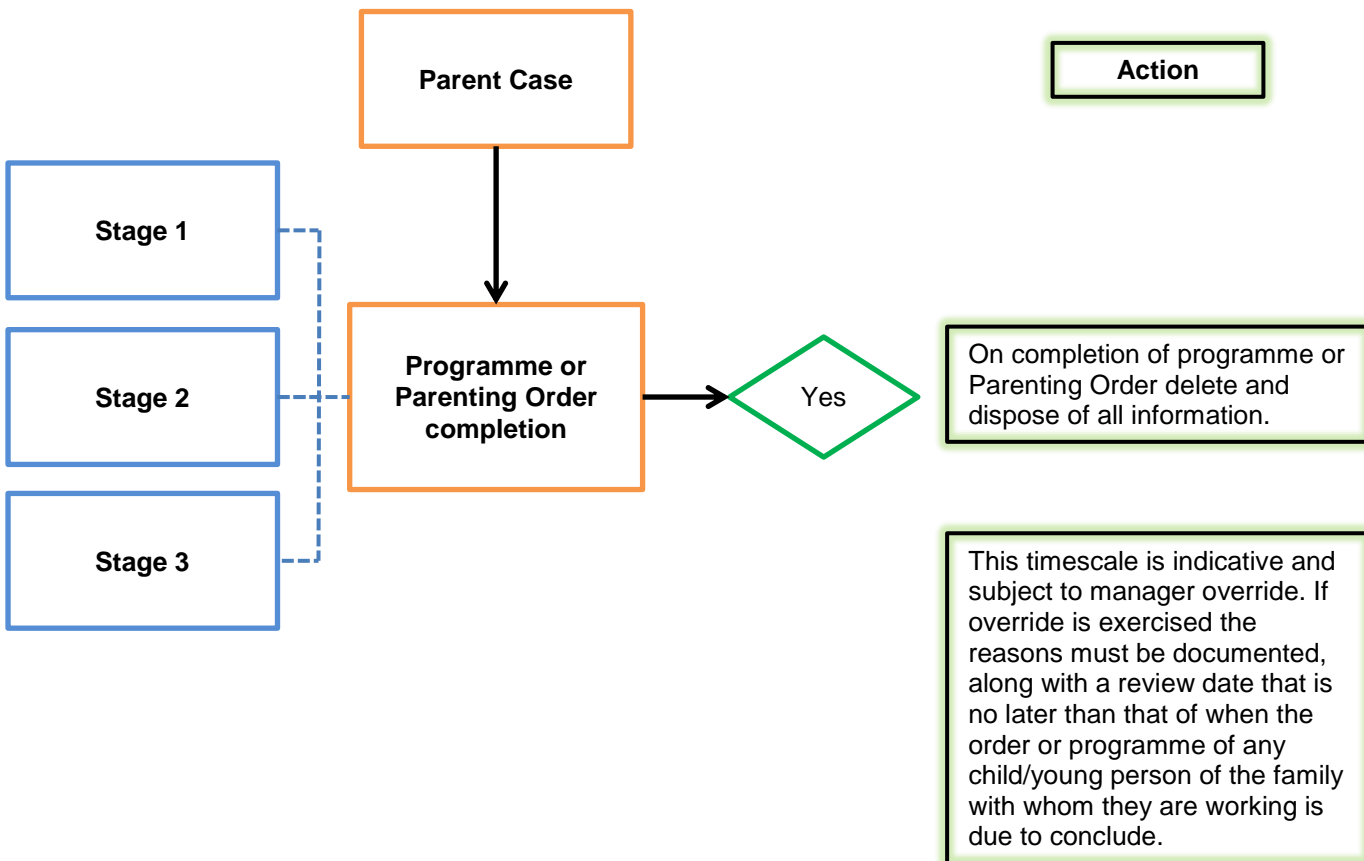 Parent Case
Action
Stage 1
Stage 2
Stage 3
Programme or
Parenting Order
completion
Yes
On completion of programme or
Parenting Order delete and
dispose of all information.
This timescale is indicative and
subject to manager override. If
override is exercised the
reasons must be documented,
along with a review date that is
no later than that of when the
order or programme of any
child/young person of the family
with whom they are working is
due to conclude.